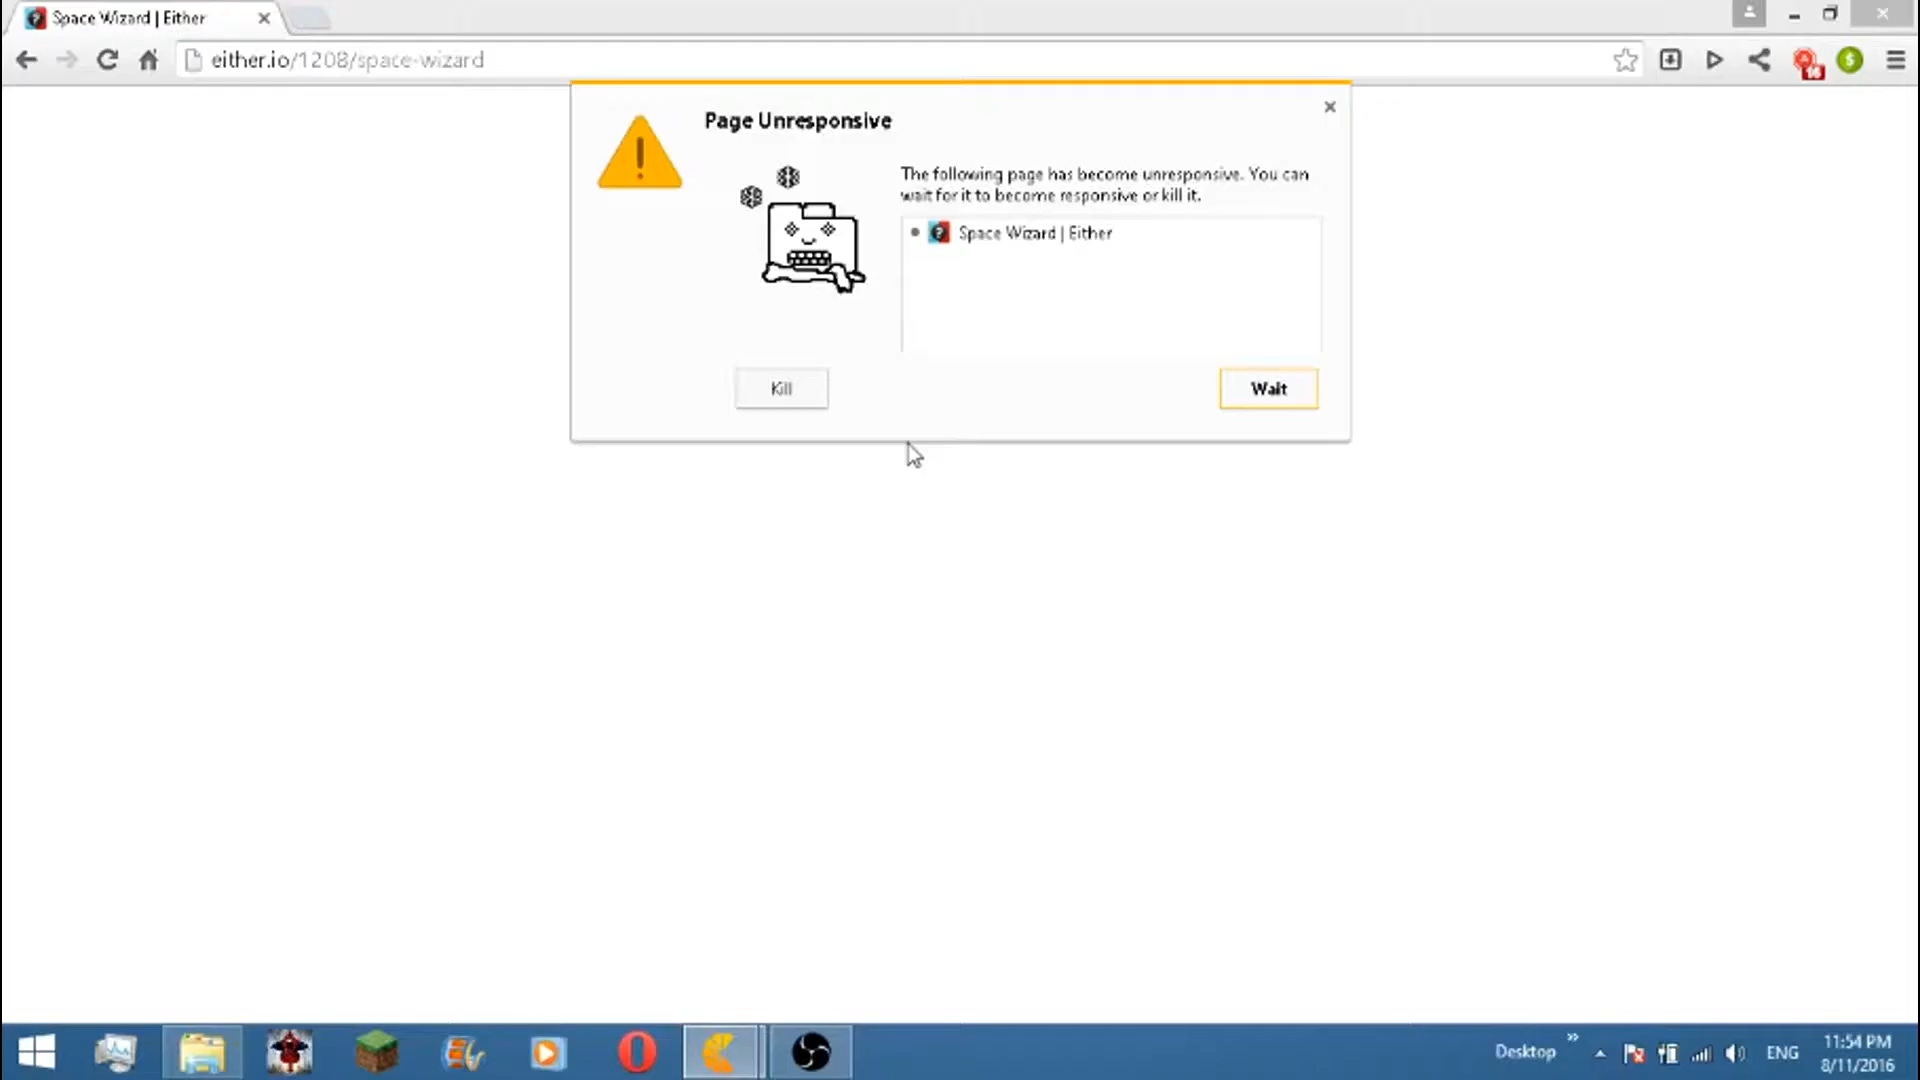 Space Wizard | Either
either.io/1208/space-wizard
16
$
Page Unresponsive
The following page has become unresponsive. You can
wait for it to become responsive or kill it.
Space Wizard | Either
Kill
Wait
Desktop
ENG
11:54 PM
8/11/2016